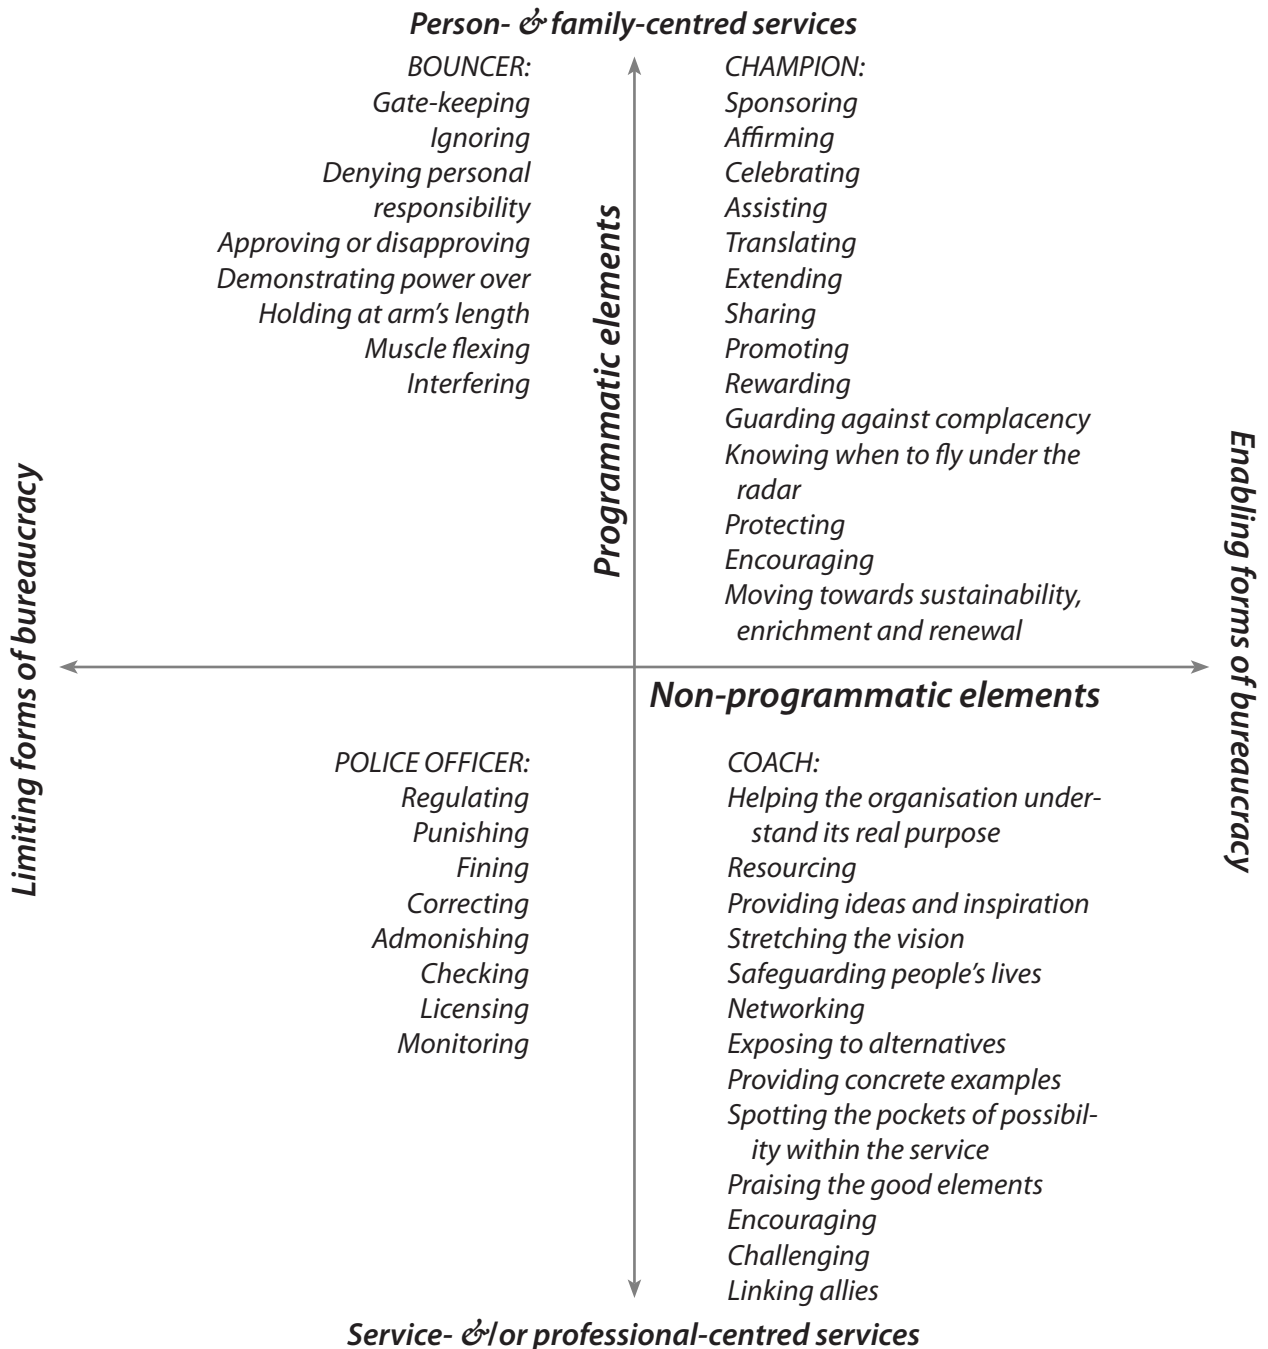 Person- & family-centred services
BOUNCER:
Gate-keeping
Ignoring
Denying personal
responsibility
Approving or disapproving
Demonstrating power over
Holding at arm's length
Muscle flexing
Interfering
CHAMPION:
Sponsoring
Affirming
Celebrating
Assisting
Translating
Extending
Sharing
Promoting
Rewarding
Guarding against complacency
Knowing when to fly under the
radar
Protecting
Encouraging
Moving towards sustainability,
enrichment and renewal
Programmatic elements
Limiting forms of bureaucracy
Enabling forms of bureaucracy
Non-programmatic elements
POLICE OFFICER:
Regulating
Punishing
Fining
Correcting
Admonishing
Checking
Licensing
Monitoring
COACH:
Helping the organisation under-
stand its real purpose
Resourcing
Providing ideas and inspiration
Stretching the vision
Safeguarding people's lives
Networking
Exposing to alternatives
Providing concrete examples
Spotting the pockets of possibil-
ity within the service
Praising the good elements
Encouraging
Challenging
Linking allies
Service- &/or professional-centred services